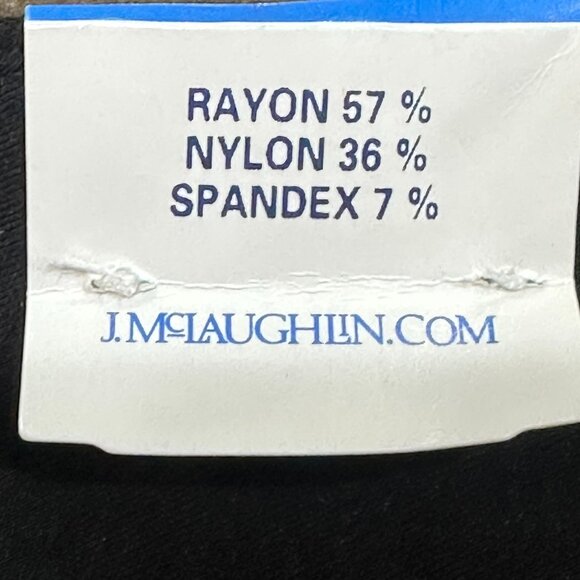 RAYON 57 %
NYLON 36 %
SPANDEX 7 %
J.McLAUGHLIN.COM